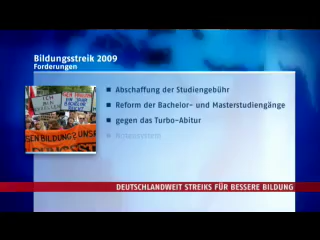 Bildungsstreik 2009
Forderungen
Abschaffung der Studiengebühr
Reform der Bachelor- und Masterstudiengänge
gegen das Turbo-Abitur
DEUTSCHLANDWEIT STREIKS FÜR BESSERE BILDUNG